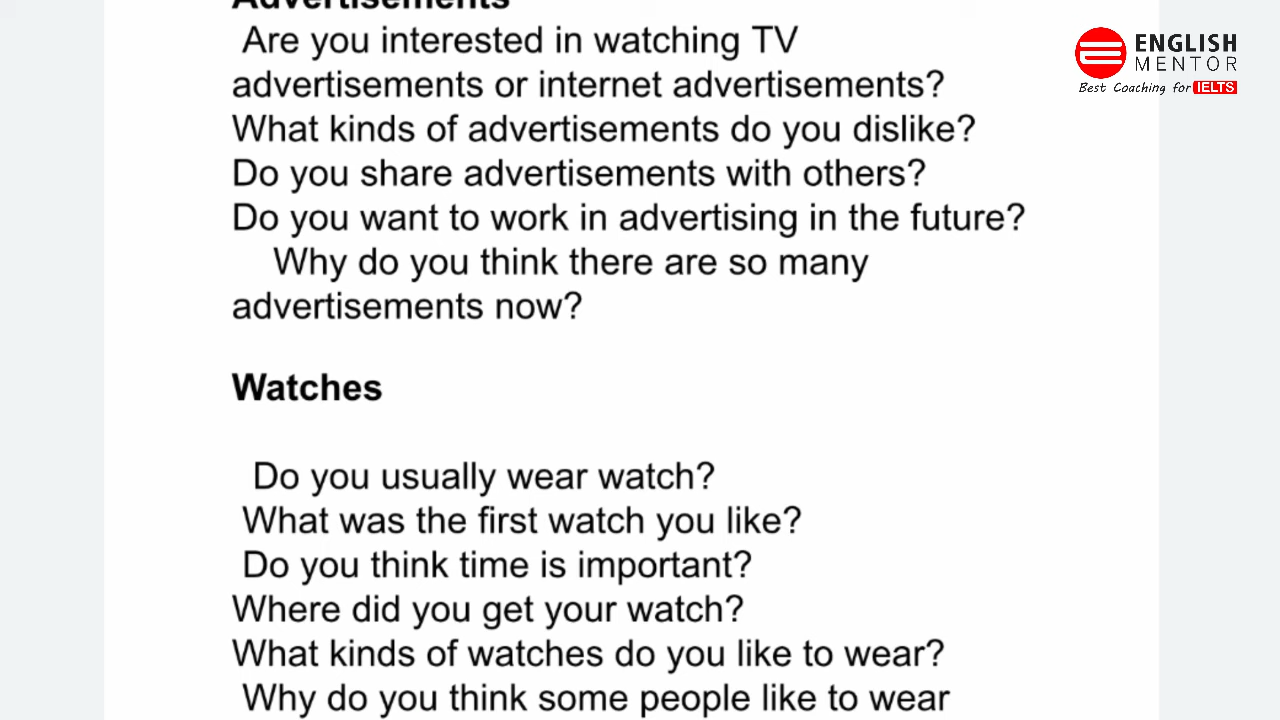 Advertisements
Are you interested in watching TV
advertisements or internet advertisements?
What kinds of advertisements do you dislike?
Do you share advertisements with others?
Do you want to work in advertising in the future?
Why do you think there are so many
advertisements now?
Watches
Do you usually wear watch?
What was the first watch you like?
Do you think time is important?
Where did you get your watch?
What kinds of watches do you like to wear?
Why do you think some people like to wear
ENGLISH
MENTOR
Best Coaching for IELTS